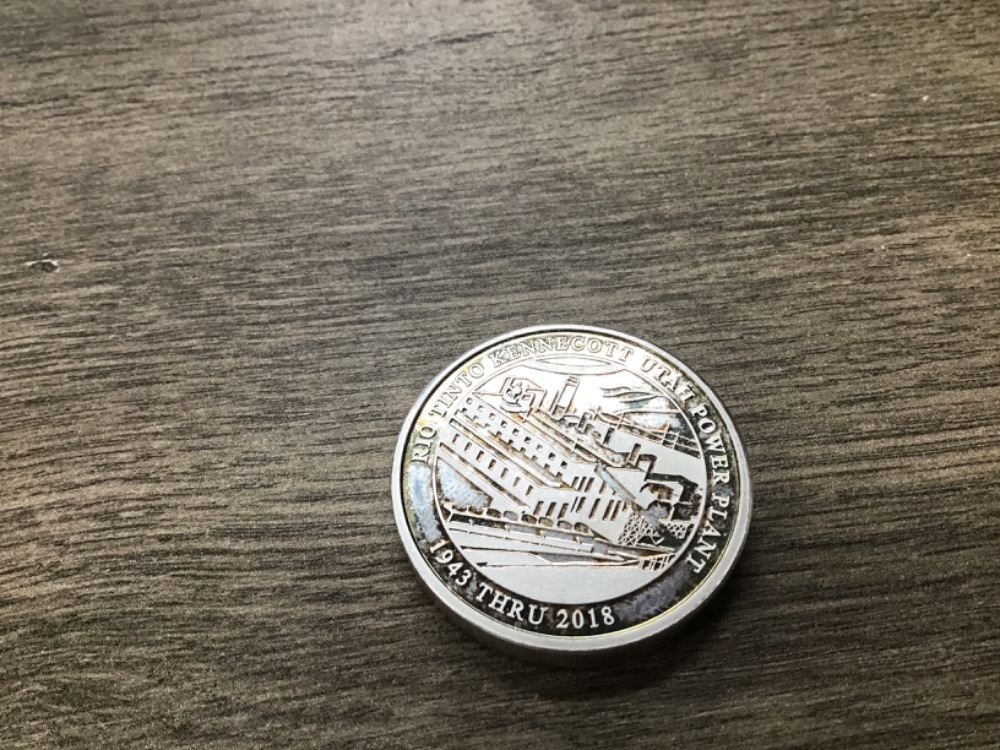 RIO TINTO KENNECOTT UTAH POWER PLANT
1943 THRU 2018